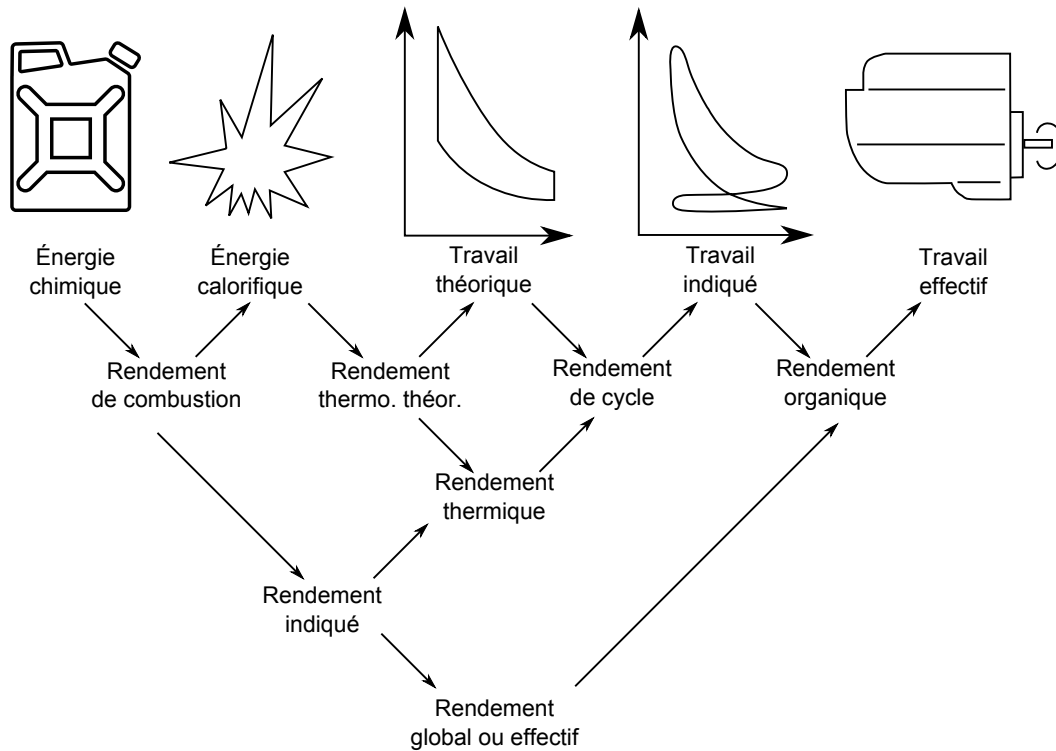 Énergie
chimique
Énergie
calorifique
Travail
théorique
Travail
indiqué
Travail
effectif
Rendement
de combustion
Rendement
thermo. théor.
Rendement
de cycle
Rendement
organique
Rendement
thermique
Rendement
indiqué
Rendement
global ou effectif